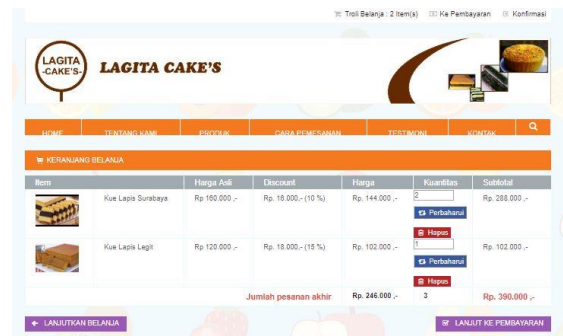 Troli Belanja : 2 item(s) Ke Pembayaran Konfirmasi
LAGITA
-CAKE'S-
LAGITA CAKE'S
HOME TENTANG KAMI PRODUK CARA PEMESANAN TESTIMONI KONTAK
KERANJANG BELANJA
Item Harga Asli Discount Harga Kuantitas Subtotal
Kue Lapis Surabaya Rp 160.000 ,- Rp. 16.000,- (10 %) Rp. 144.000 ,- 2 Rp. 288.000 ,-
Perbaharui
Hapus
Kue Lapis Legit Rp 120.000 ,- Rp. 18.000,- (15 %) Rp. 102.000 ,- 1 Rp. 102.000 ,-
Perbaharui
Hapus
Jumlah pesanan akhir Rp. 246.000 ,- 3 Rp. 390.000 ,-
LANJUTKAN BELANJA LANJUT KE PEMBAYARAN